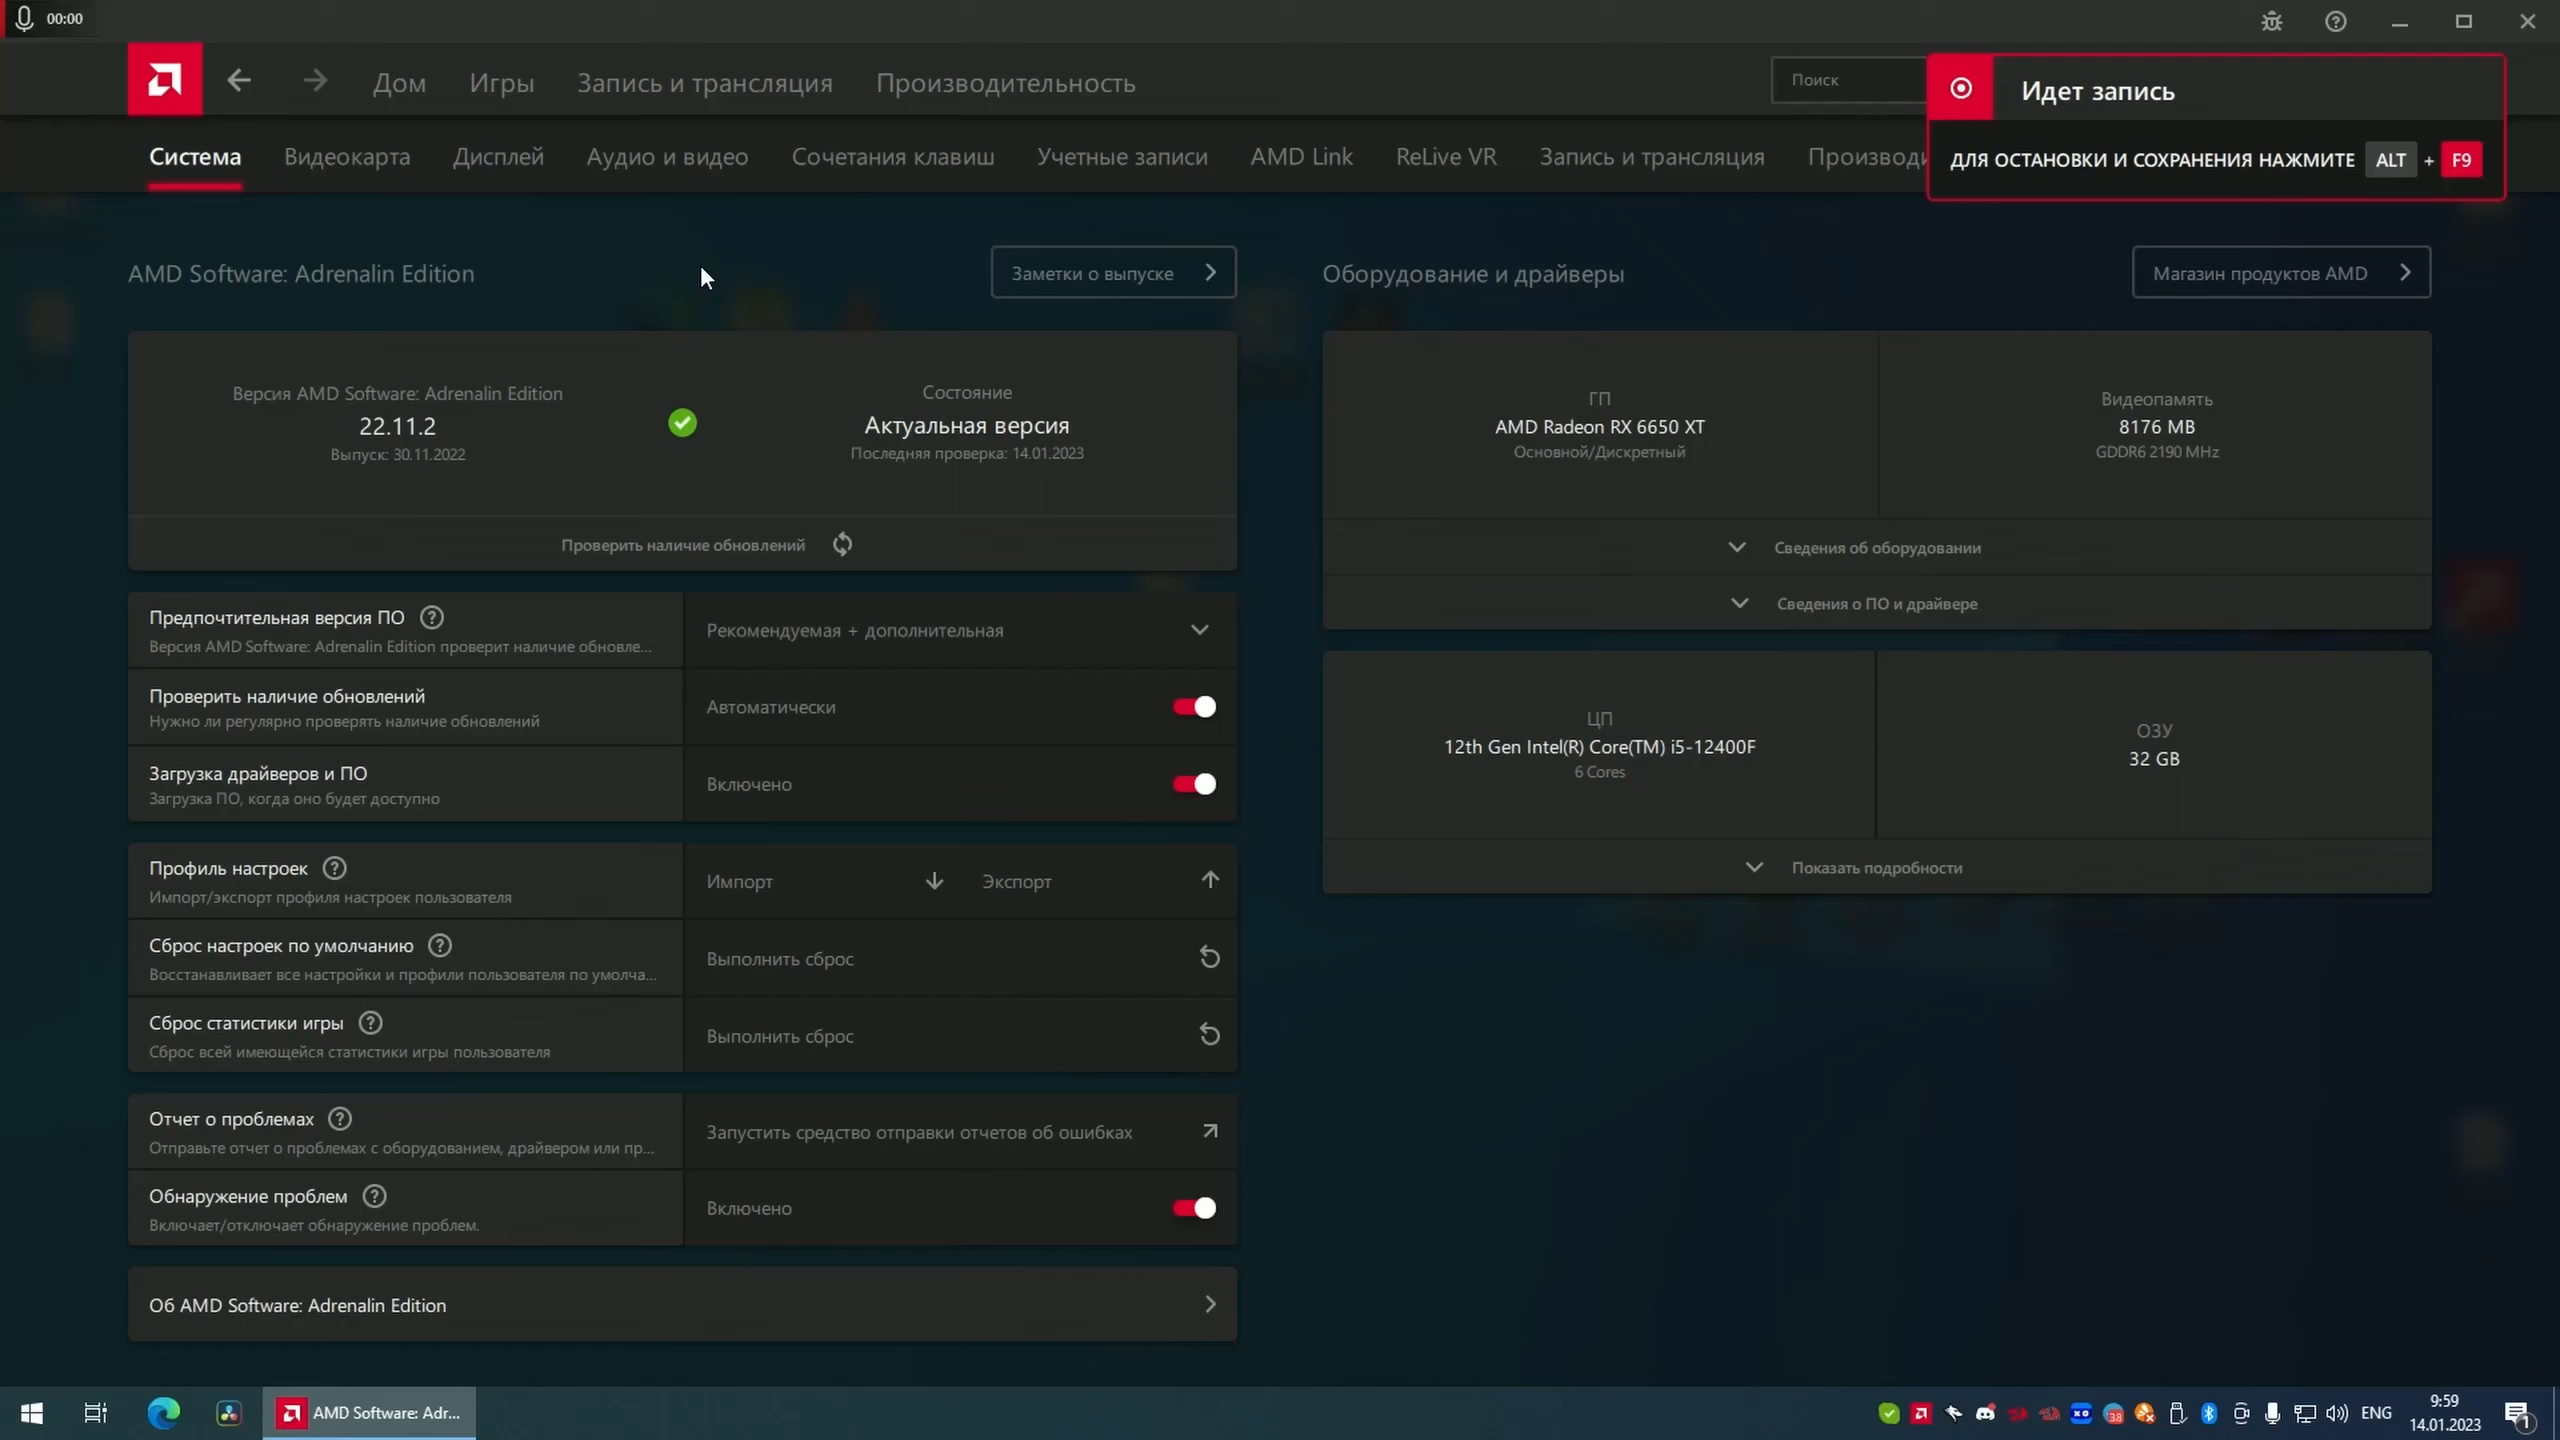 00:00
Дом
Игры
Запись и трансляция
Производительность
Поиск
Идет запись
ДЛЯ ОСТАНОВКИ И СОХРАНЕНИЯ НАЖМИТЕ ALT + F9
Система
Видеокарта
Дисплей
Аудио и видео
Сочетания клавиш
Учетные записи
AMD Link
ReLive VR
Запись и трансляция
Производи
AMD Software: Adrenalin Edition
Заметки о выпуске
Версия AMD Software: Adrenalin Edition
22.11.2
Выпуск: 30.11.2022
Состояние
Актуальная версия
Последняя проверка: 14.01.2023
Проверить наличие обновлений
Предпочтительная версия ПО
Версия AMD Software: Adrenalin Edition проверит наличие обновле...
Рекомендуемая + дополнительная
Проверить наличие обновлений
Нужно ли регулярно проверять наличие обновлений
Автоматически
Загрузка драйверов и ПО
Загрузка ПО, когда оно будет доступно
Включено
Профиль настроек
Импорт/экспорт профиля настроек пользователя
Импорт
Экспорт
Сброс настроек по умолчанию
Восстанавливает все настройки и профили пользователя по умолча...
Выполнить сброс
Сброс статистики игры
Сброс всей имеющейся статистики игры пользователя
Выполнить сброс
Отчет о проблемах
Отправьте отчет о проблемах с оборудованием, драйвером или пр...
Запустить средство отправки отчетов об ошибках
Обнаружение проблем
Включает/отключает обнаружение проблем.
Включено
Об AMD Software: Adrenalin Edition
Оборудование и драйверы
Магазин продуктов AMD
ГП
AMD Radeon RX 6650 XT
Основной/Дискретный
Видеопамять
8176 MB
GDDR6 2190 MHz
Сведения об оборудовании
Сведения о ПО и драйвере
ЦП
12th Gen Intel(R) Core(TM) i5-12400F
6 Cores
ОЗУ
32 GB
Показать подробности
AMD Software: Adr...
38
ENG
9:59
14.01.2023
1